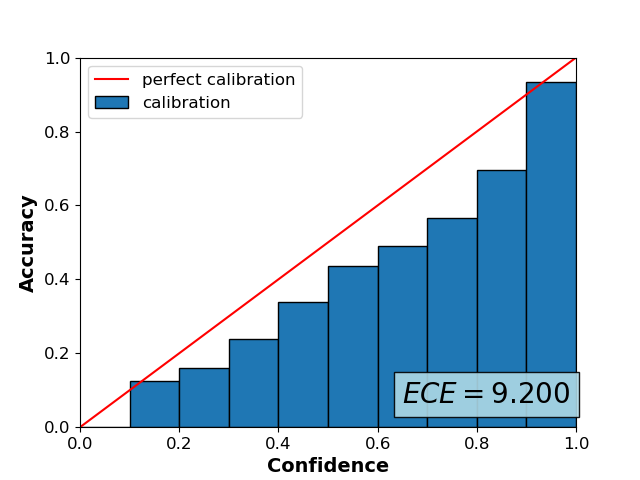 perfect calibration
calibration
Accuracy
1.0
0.8
0.6
0.4
0.2
0.0
ECE = 9.200
0.0 0.2 0.4 0.6 0.8 1.0
Confidence